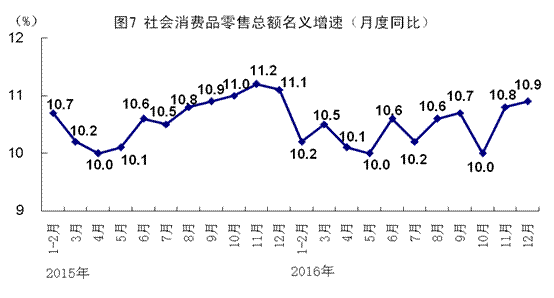 图7 社会消费品零售总额名义增速（月度同比）
(%)
12
11
10
9
10.7
10.2
10.0
10.1
10.6
10.5
10.8
10.9
11.0
11.2
11.1
10.2
10.5
10.1
10.0
10.6
10.2
10.6
10.7
10.0
10.8
10.9
1-2月
3月
4月
5月
6月
7月
8月
9月
10月
11月
12月
1-2月
3月
4月
5月
6月
7月
8月
9月
10月
11月
12月
2015年
2016年